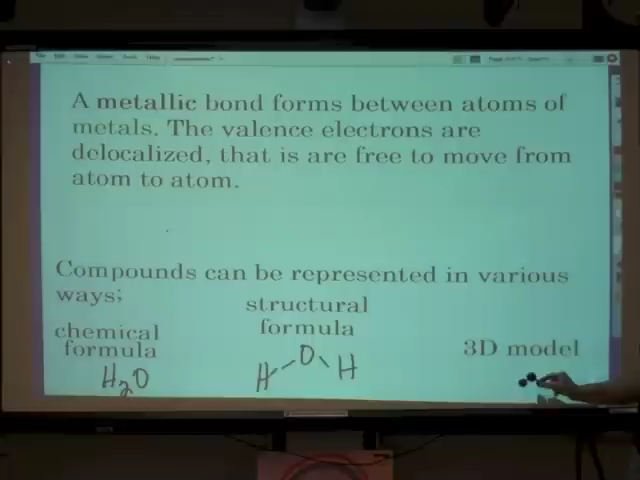 A metallic bond forms between atoms of
metals. The valence electrons are
delocalized, that is are free to move from
atom to atom.
Compounds can be represented in various
ways;
chemical
formula
H2O
structural
formula
H-O-H
3D model